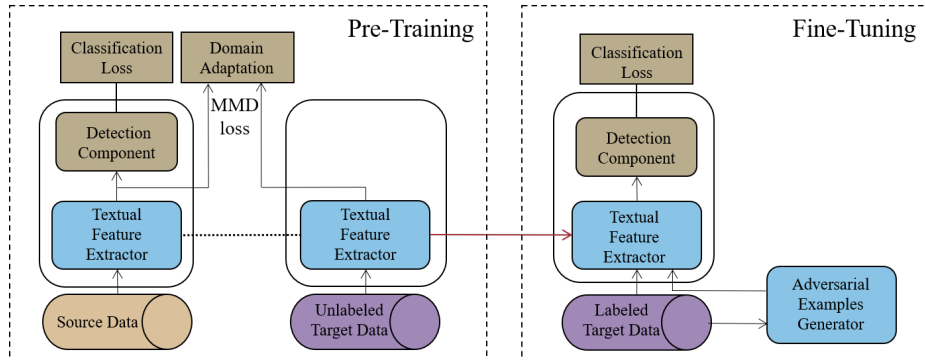 Pre-Training
Classification
Loss
Domain
Adaptation
MMD
loss
Detection
Component
Textual
Feature
Extractor
Textual
Feature
Extractor
Source Data
Unlabeled
Target Data
Fine-Tuning
Classification
Loss
Detection
Component
Textual
Feature
Extractor
Labeled
Target Data
Adversarial
Examples
Generator